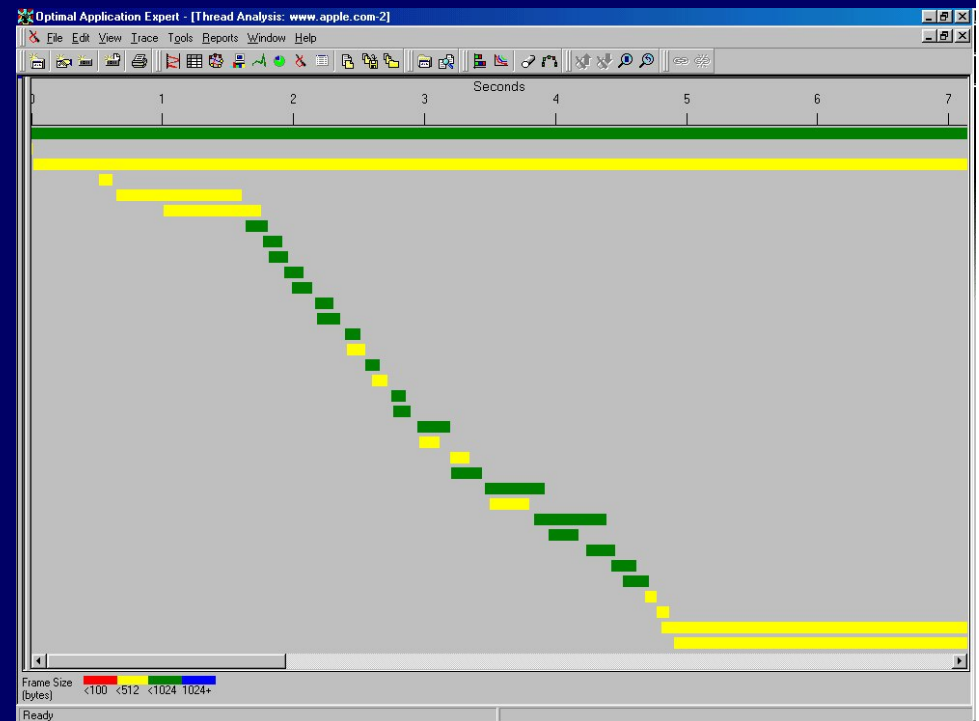 Optimal Application Expert - [Thread Analysis: www.apple.com-2]
File Edit View Trace Tools Reports Window Help
Seconds
0 1 2 3 4 5 6 7
Frame Size (bytes)
<100 <512 <1024 1024+
Ready